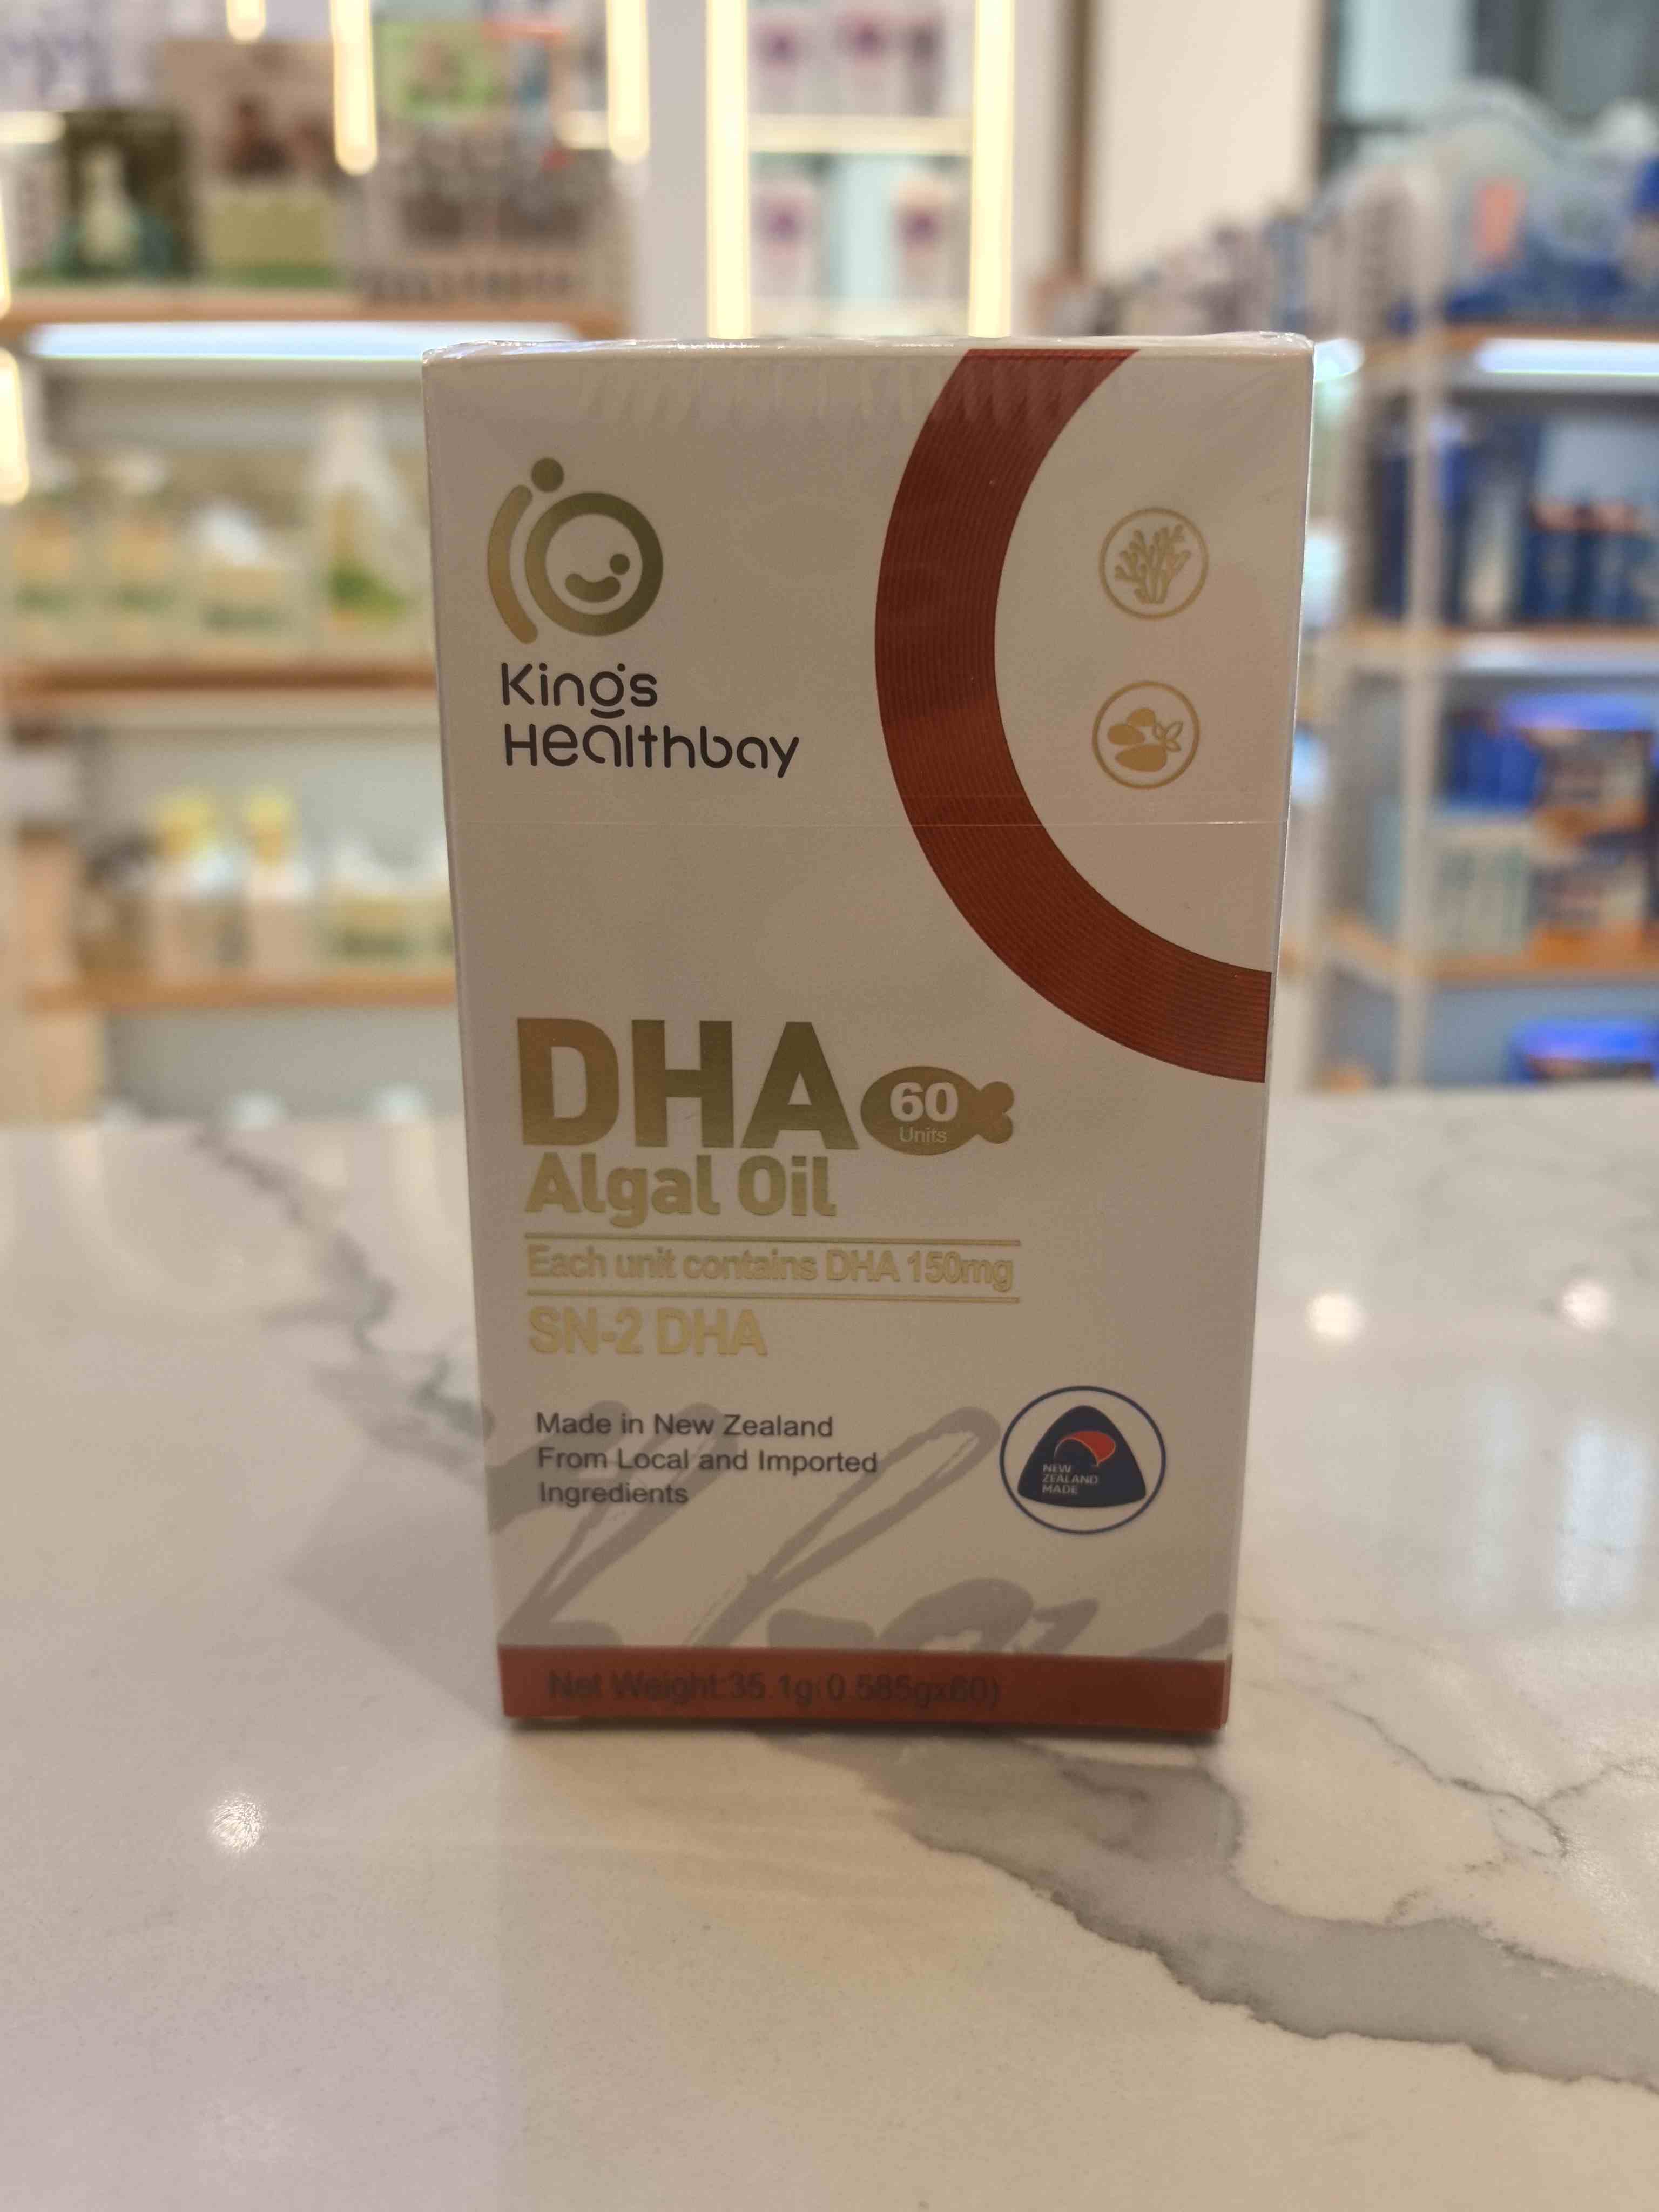 King's
Healthbay
DHA
60
Units
Algal Oil
Each unit contains DHA 150mg
SN-2 DHA
Made in New Zealand
From Local and Imported
Ingredients
NEW
ZEALAND
MADE
Net Weight:35.1g(0.585gx60)